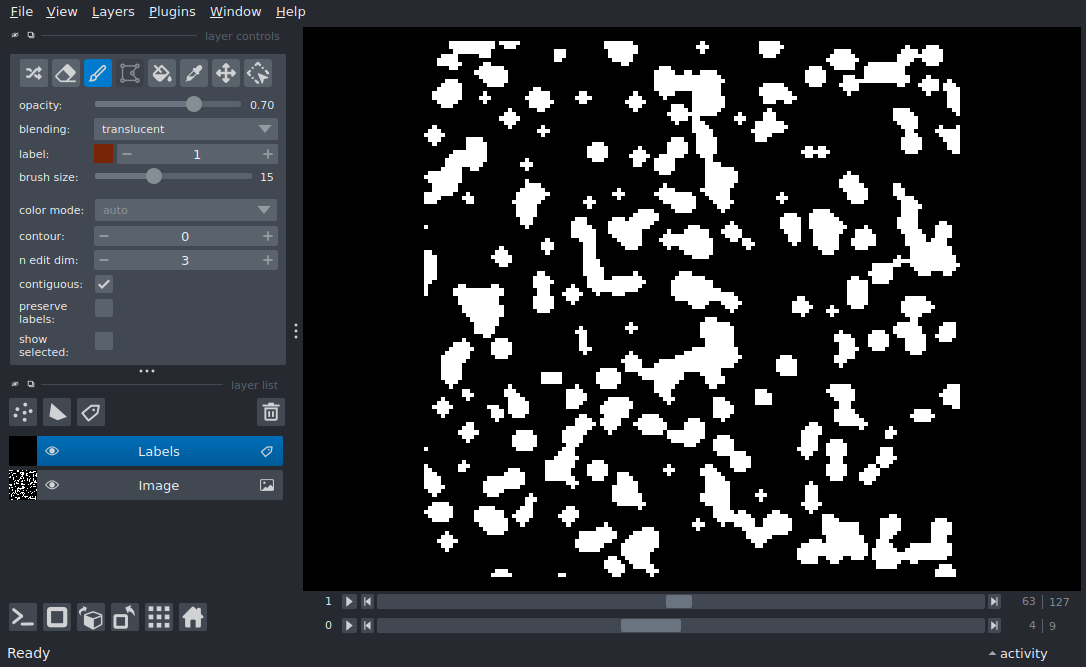 File View Layers Plugins Window Help
layer controls
opacity: 0.70
blending: translucent
label: 1
brush size: 15
color mode: auto
contour: 0
n edit dim: 3
contiguous:
preserve
labels:
show
selected:
layer list
Labels
Image
1 63 127
0 4 9
Ready activity